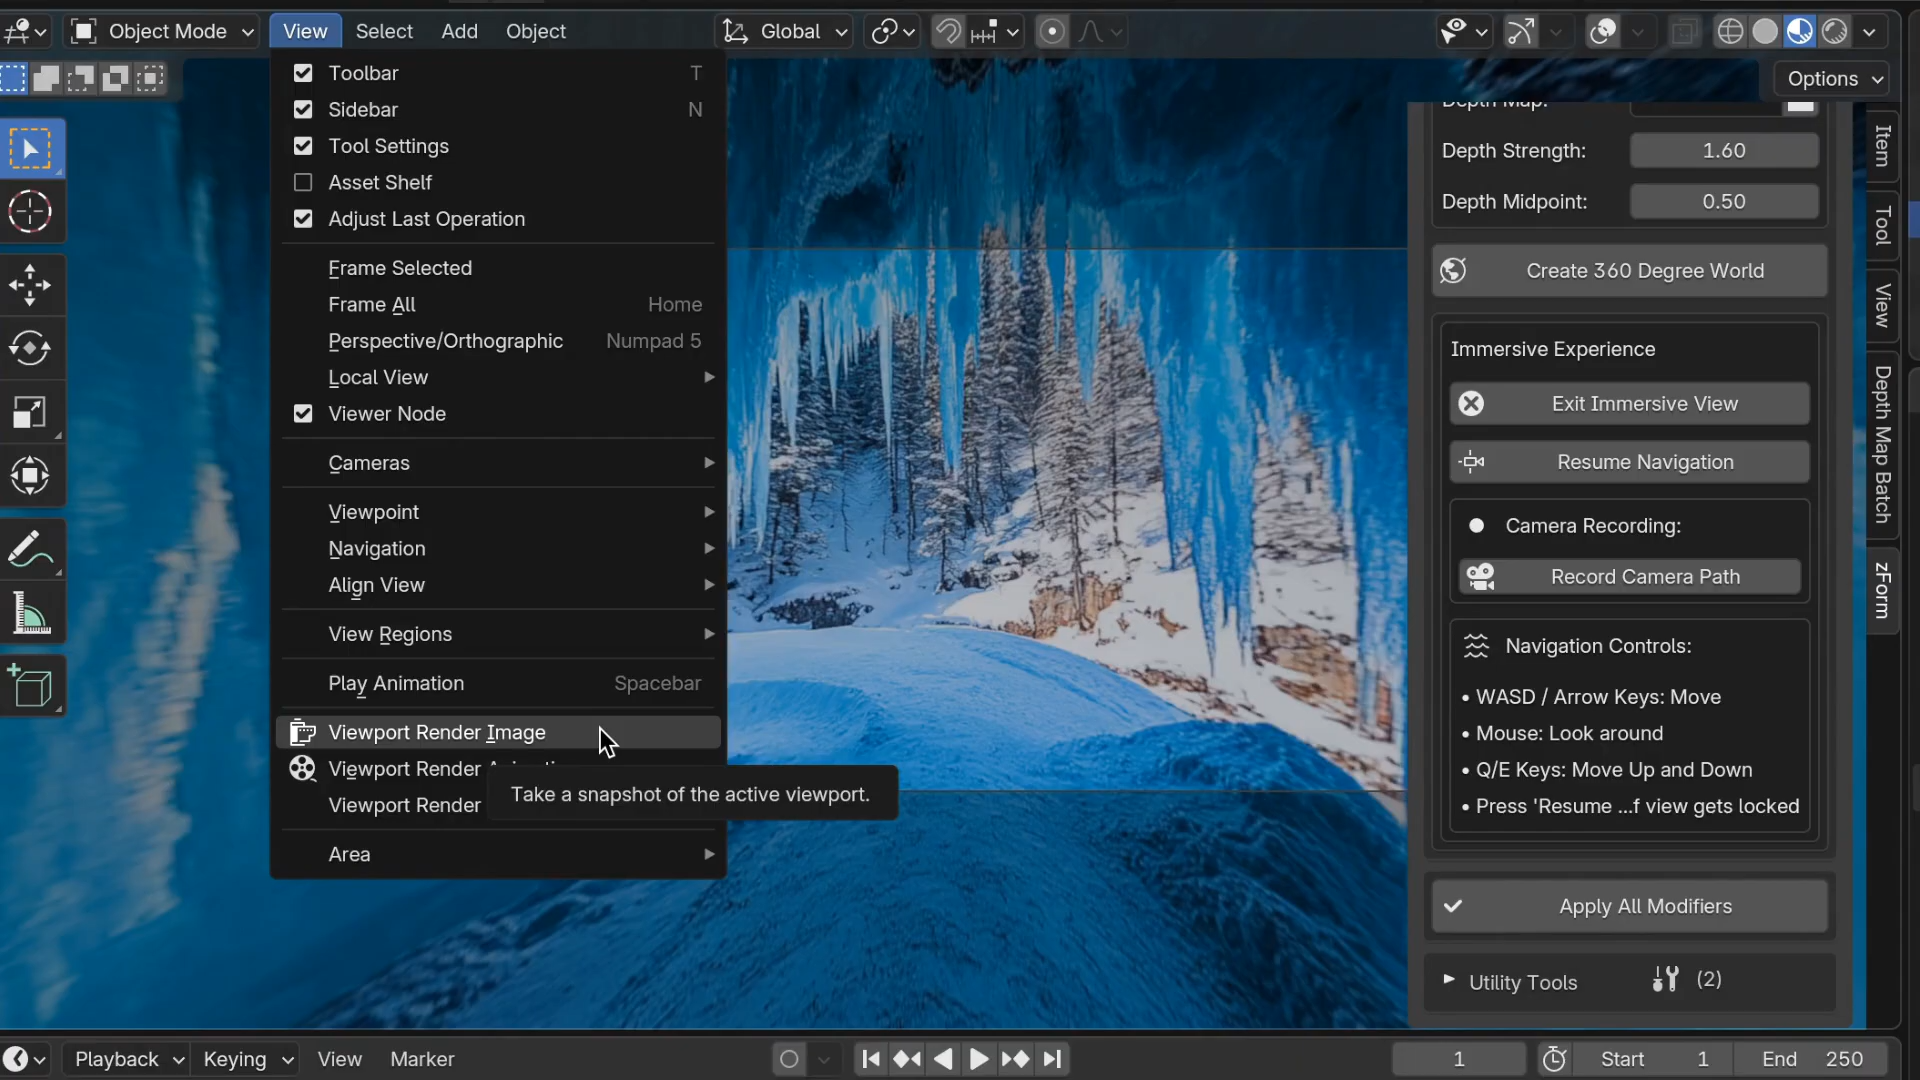 Object Mode View Select Add Object Global
Options
Toolbar T
Sidebar N
Tool Settings
Asset Shelf
Adjust Last Operation
Frame Selected
Frame All Home
Perspective/Orthographic Numpad 5
Local View
Viewer Node
Cameras
Viewpoint
Navigation
Align View
View Regions
Play Animation Spacebar
Viewport Render Image
Viewport Render
Take a snapshot of the active viewport.
Viewport Render
Area
Depth Map:
Depth Strength: 1.60
Depth Midpoint: 0.50
Create 360 Degree World
Immersive Experience
Exit Immersive View
Resume Navigation
Camera Recording:
Record Camera Path
Navigation Controls:
• WASD / Arrow Keys: Move
• Mouse: Look around
• Q/E Keys: Move Up and Down
• Press 'Resume ...f view gets locked
Apply All Modifiers
Utility Tools (2)
Item
Tool
View
Depth Map Batch
zForm
Playback Keying View Marker 1 Start 1 End 250